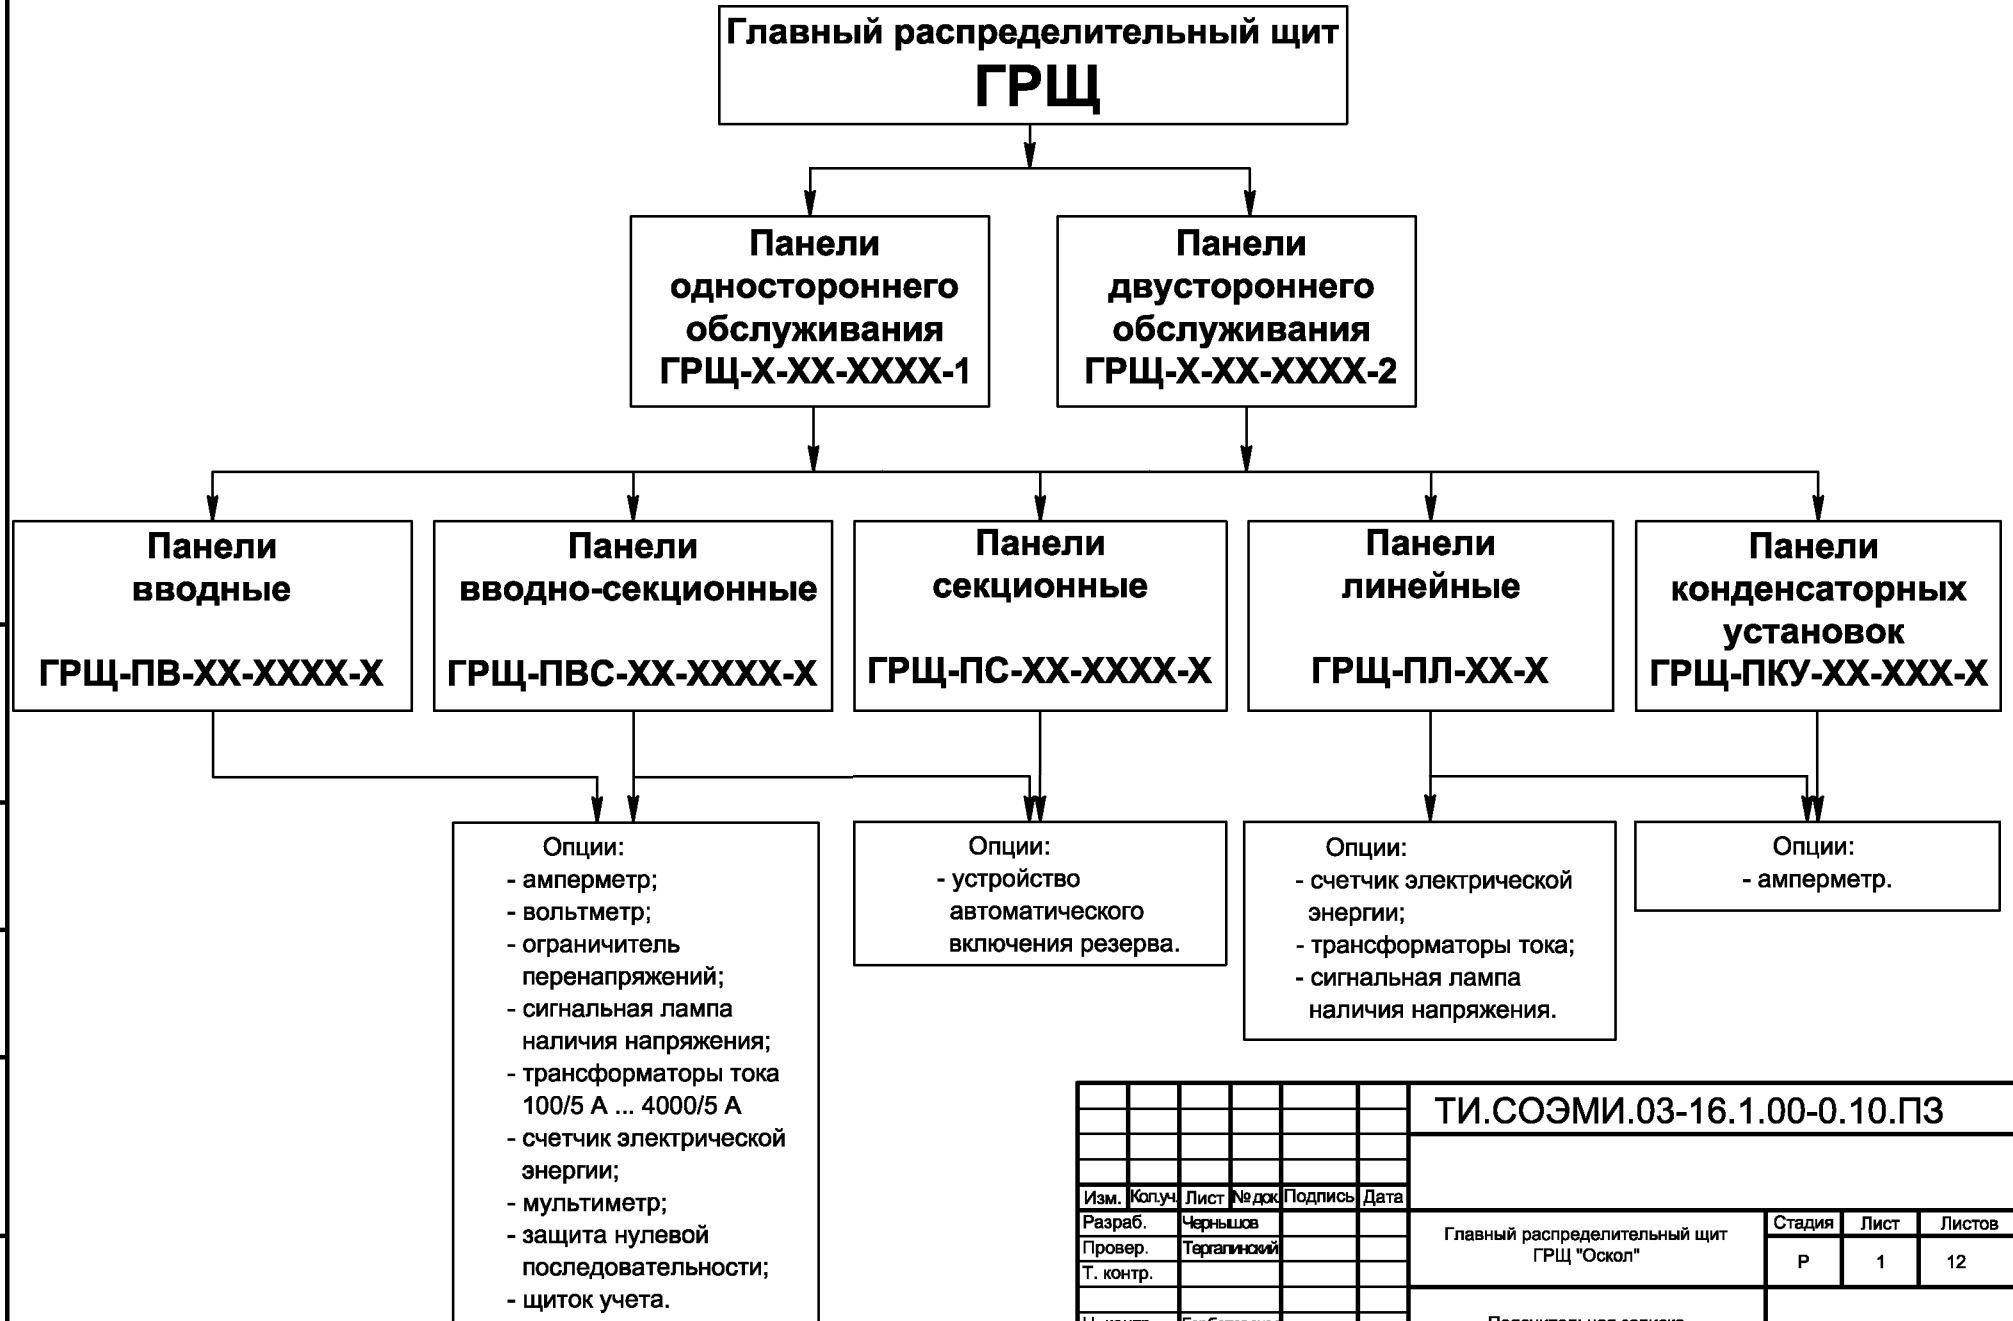 Главный распределительный щит
ГРЩ
Панели
одностороннего
обслуживания
ГРЩ-Х-ХХ-ХХХХ-1
Панели
двустороннего
обслуживания
ГРЩ-Х-ХХ-ХХХХ-2
Панели
вводные
ГРЩ-ПВ-ХХ-ХХХХ-Х
Панели
вводно-секционные
ГРЩ-ПВС-ХХ-ХХХХ-Х
Панели
секционные
ГРЩ-ПС-ХХ-ХХХХ-Х
Панели
линейные
ГРЩ-ПЛ-ХХ-Х
Панели
конденсаторных
установок
ГРЩ-ПКУ-ХХ-ХХХ-Х
Опции:
- амперметр;
- вольтметр;
- ограничитель
перенапряжений;
- сигнальная лампа
наличия напряжения;
- трансформаторы тока
100/5 А ... 4000/5 А
- счетчик электрической
энергии;
- мультиметр;
- защита нулевой
последовательности;
- щиток учета.
Опции:
- устройство
автоматического
включения резерва.
Опции:
- счетчик электрической
энергии;
- трансформаторы тока;
- сигнальная лампа
наличия напряжения.
Опции:
- амперметр.
ТИ.СОЭМИ.03-16.1.00-0.10.ПЗ
Изм. Кол.уч. Лист № док. Подпись Дата
Разраб. Чернышов
Провер.
Т. контр.
Главный распределительный щит
ГРЩ "Оскол"
Стадия Лист Листов
Р 1 12
Н. контр.
Пояснительная записка